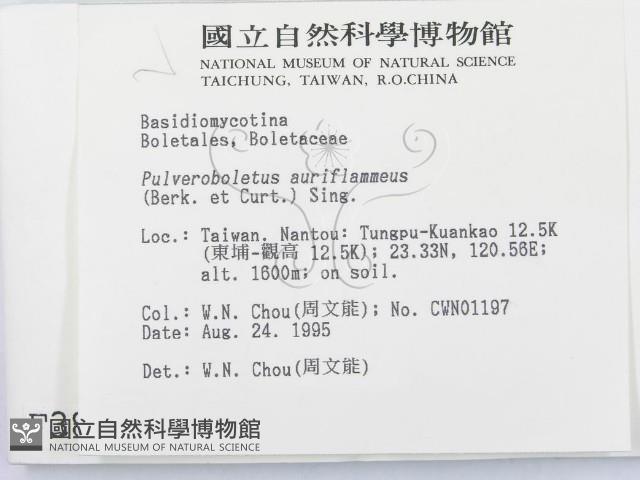 國立自然科學博物館
NATIONAL MUSEUM OF NATURAL SCIENCE
TAICHUNG, TAIWAN, R.O.CHINA
Basidiomycotina
Boletales, Boletaceae
Pulveroboletus auriflammeus
(Berk. et Curt.) Sing.
Loc.: Taiwan. Nantou: Tungpu-Kuankao 12.5K
(東埔-觀高 12.5K); 23.33N, 120.56E;
alt. 1600m; on soil.
Col.: W.N. Chou(周文能); No. CWN01197
Date: Aug. 24. 1995
Det.: W.N. Chou(周文能)
國立自然科學博物館
NATIONAL MUSEUM OF NATURAL SCIENCE